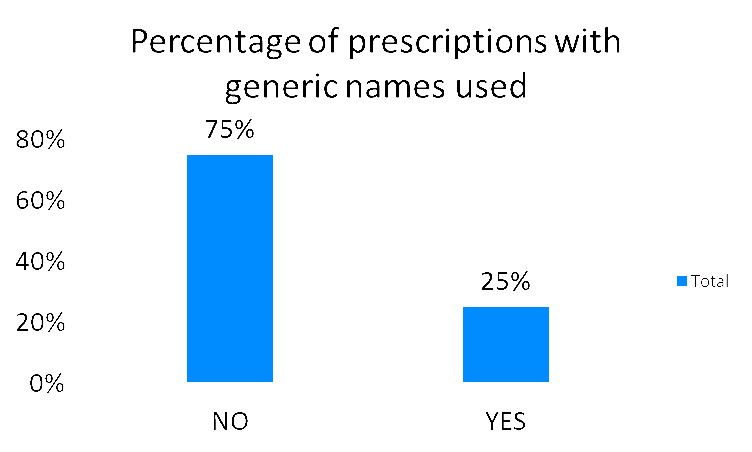 Percentage of prescriptions with
generic names used
80%
75%
60%
40%
25%
20%
0%
NO
YES
Total